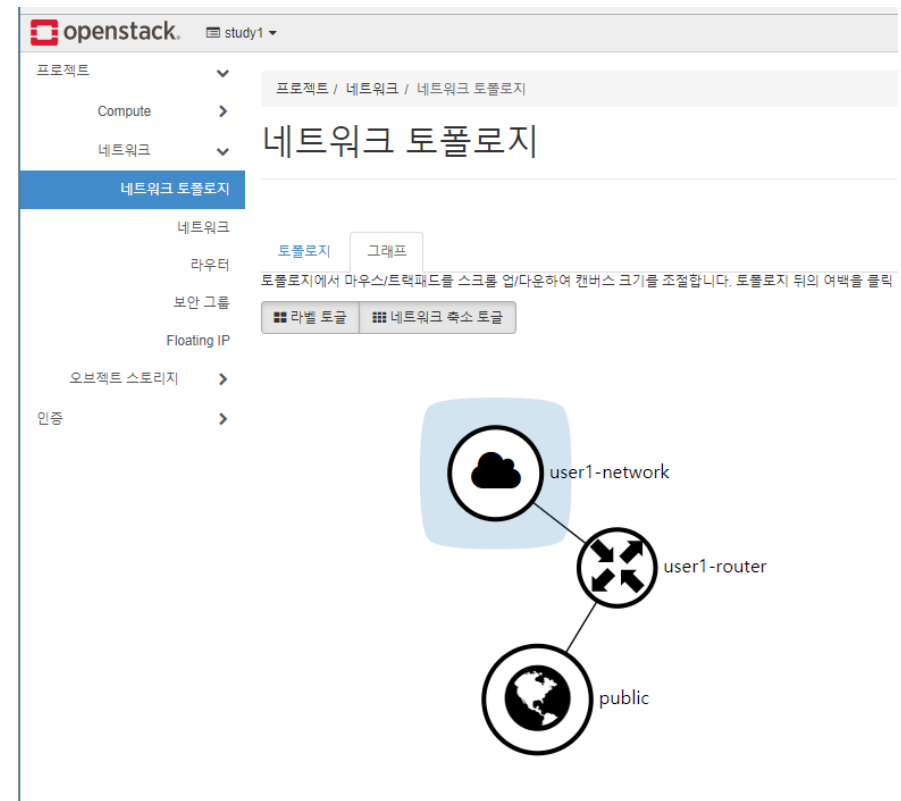 openstack. study1
프로젝트
Compute
네트워크
네트워크 토폴로지
네트워크
라우터
보안 그룹
Floating IP
오브젝트 스토리지
인증
프로젝트 / 네트워크 / 네트워크 토폴로지
네트워크 토폴로지
토폴로지 그래프
토폴로지에서 마우스/트랙패드를 스크롤 업/다운하여 캔버스 크기를 조절합니다. 토폴로지 뒤의 여백을 클릭
라벨 토글 네트워크 축소 토글
user1-network
user1-router
public